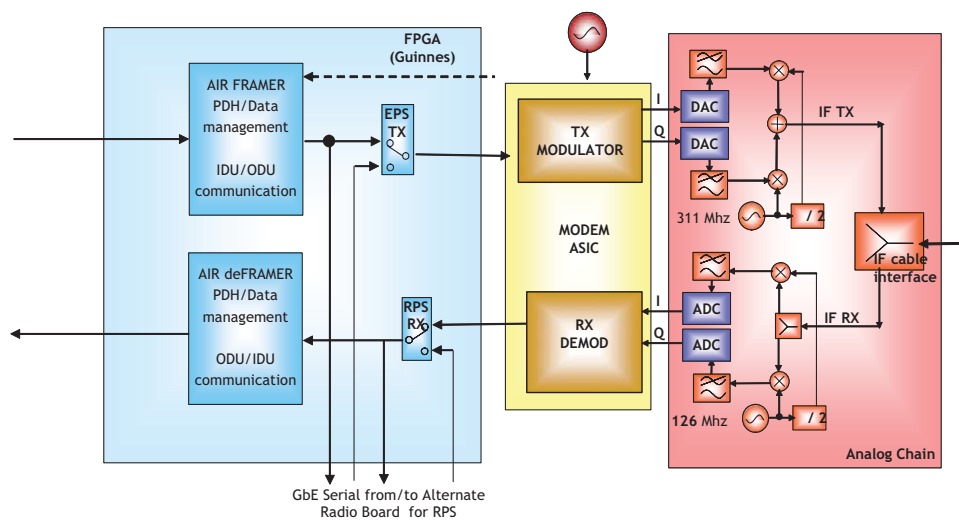 FPGA
(Guinnes)
AIR FRAMER
PDH/Data
management
IDU/ODU
communication
EPS
TX
AIR deFRAMER
PDH/Data
management
ODU/IDU
communication
RPS
RX
GbE Serial from/to Alternate
Radio Board for RPS
TX
MODULATOR
MODEM
ASIC
RX
DEMOD
I
Q
I
Q
DAC
DAC
311 Mhz
/ 2
IF TX
IF cable
interface
IF RX
ADC
ADC
126 Mhz
/ 2
Analog Chain